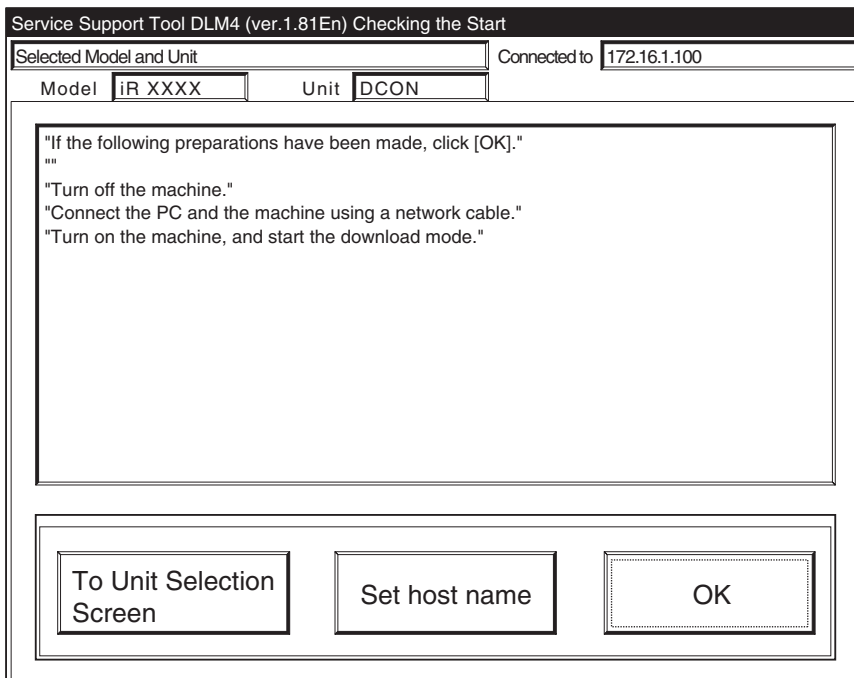 Service Support Tool DLM4 (ver.1.81En) Checking the Start
Selected Model and Unit
Connected to 172.16.1.100
Model iR XXXX Unit DCON
"If the following preparations have been made, click [OK]."
""
"Turn off the machine."
"Connect the PC and the machine using a network cable."
"Turn on the machine, and start the download mode."
To Unit Selection
Screen
Set host name
OK